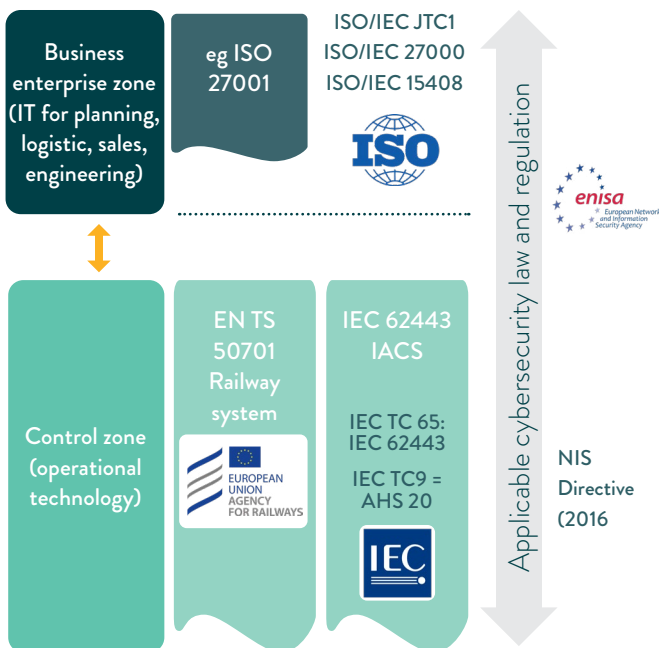 Business
enterprise zone
(IT for planning,
logistic, sales,
engineering)
eg ISO
27001
ISO/IEC JTC1
ISO/IEC 27000
ISO/IEC 15408
ISO
Control zone
(operational
technology)
EN TS
50701
Railway
system
EUROPEAN
UNION
AGENCY
FOR RAILWAYS
IEC 62443
IACS
IEC TC 65:
IEC 62443
IEC TC9 =
AHS 20
IEC
Applicable cybersecurity law and regulation
enisa
European Network
and Information
Security Agency
NIS
Directive
(2016